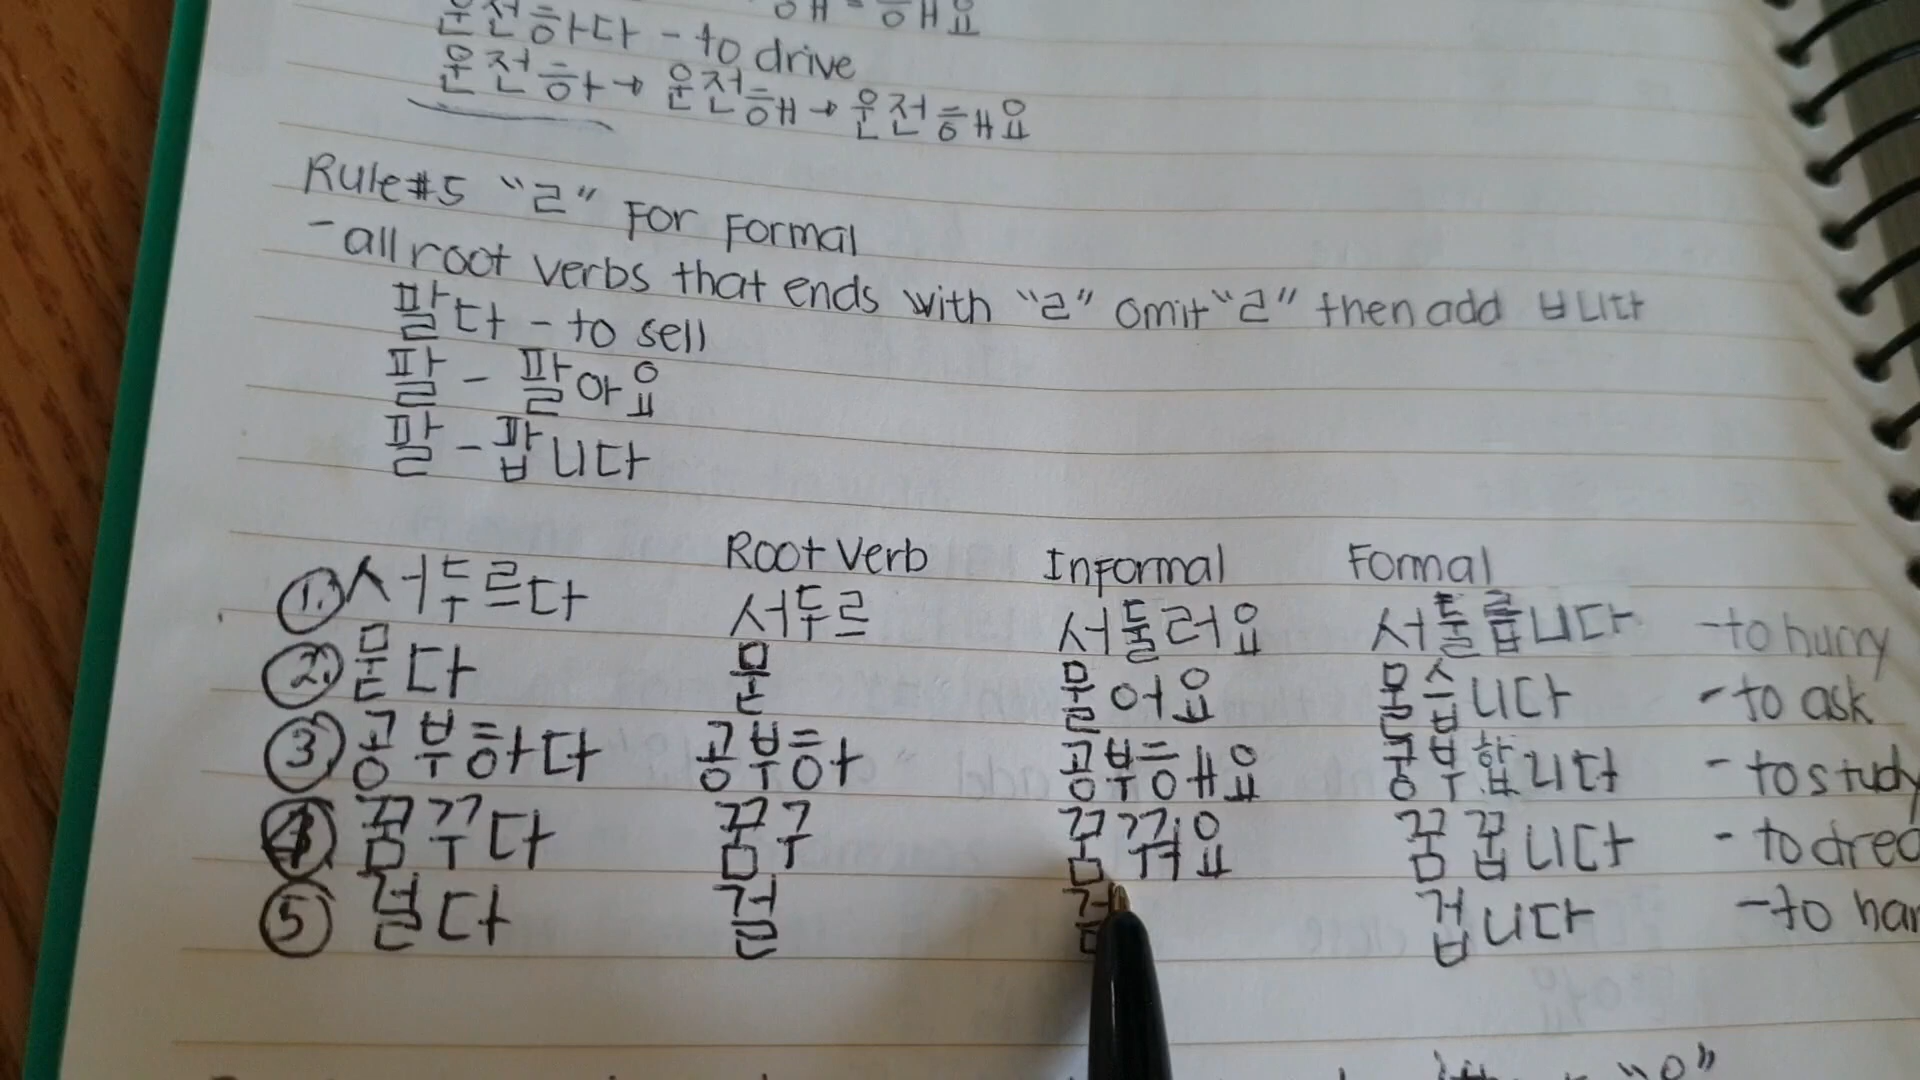 해 - 해요
운전하다 - to drive
운전하 → 운전해 → 운전해요
Rule #5 "ㄹ" For Formal
- all root verbs that ends with "ㄹ" omit "ㄹ" then add ㅂ니다
팔다 - to sell
팔 - 팔아요
팔 - 팝니다
Root Verb Informal Formal
1. 서두르다 서두르 서둘러요 서둘릅니다 - to hurry
2. 묻다 묻 물어요 묻습니다 - to ask
3. 공부하다 공부하 공부해요 공부합니다 - to study
4 꿈꾸다 꿈구 꿈꿔요 꿈꿉니다 - to
5 걸다 걸 겁니다 - to
"ㅇ"